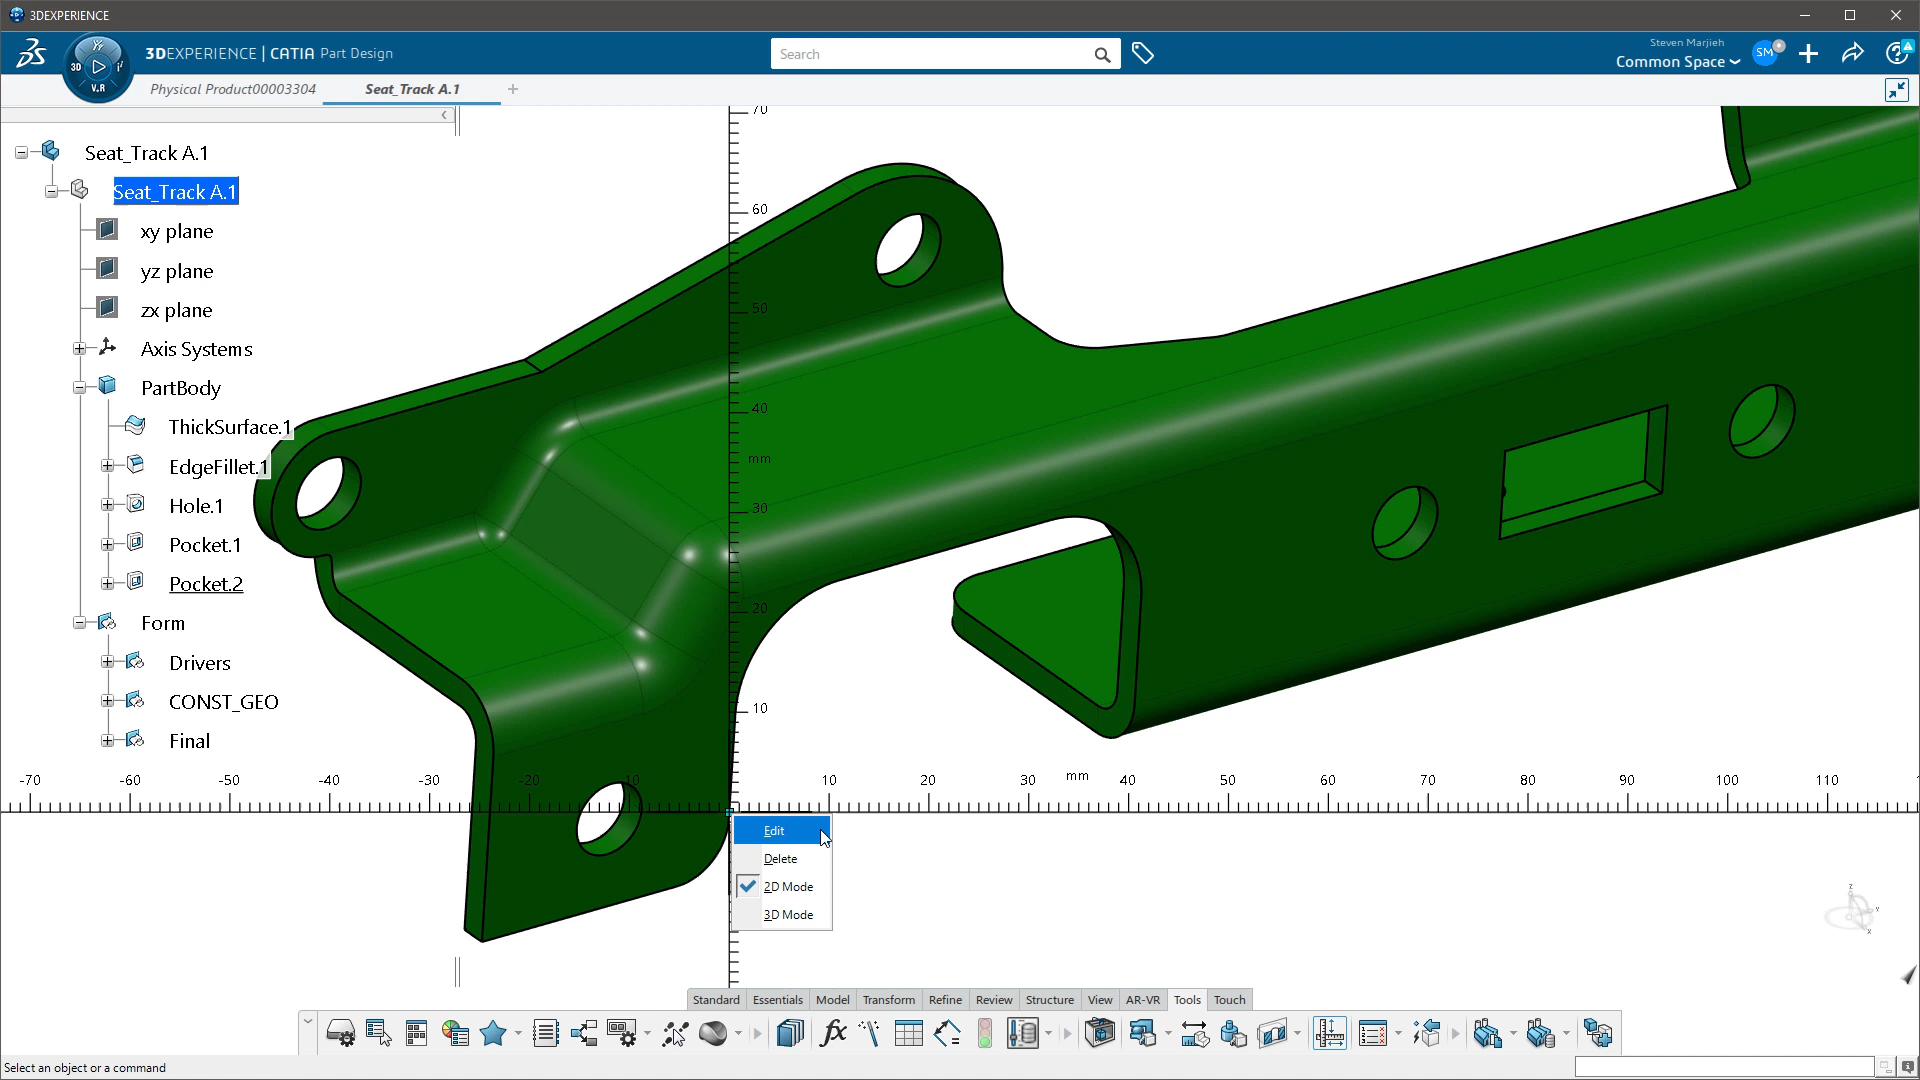 3DEXPERIENCE
3DEXPERIENCE | CATIA Part Design
Search
Steven Marjieh
Common Space
SM
3D
V.R
Physical Product00003304
Seat_Track A.1
+
Seat_Track A.1
Seat_Track A.1
xy plane
yz plane
zx plane
Axis Systems
PartBody
ThickSurface.1
EdgeFillet.1
Hole.1
Pocket.1
Pocket.2
Form
Drivers
CONST_GEO
Final
70
60
50
40
mm
30
20
10
-70 -60 -50 -40 -30 -20 -10 10 20 30 mm 40 50 60 70 80 90 100 110
Edit
Delete
2D Mode
3D Mode
z
y
x
Standard Essentials Model Transform Refine Review Structure View AR-VR Tools Touch
fx
Select an object or a command